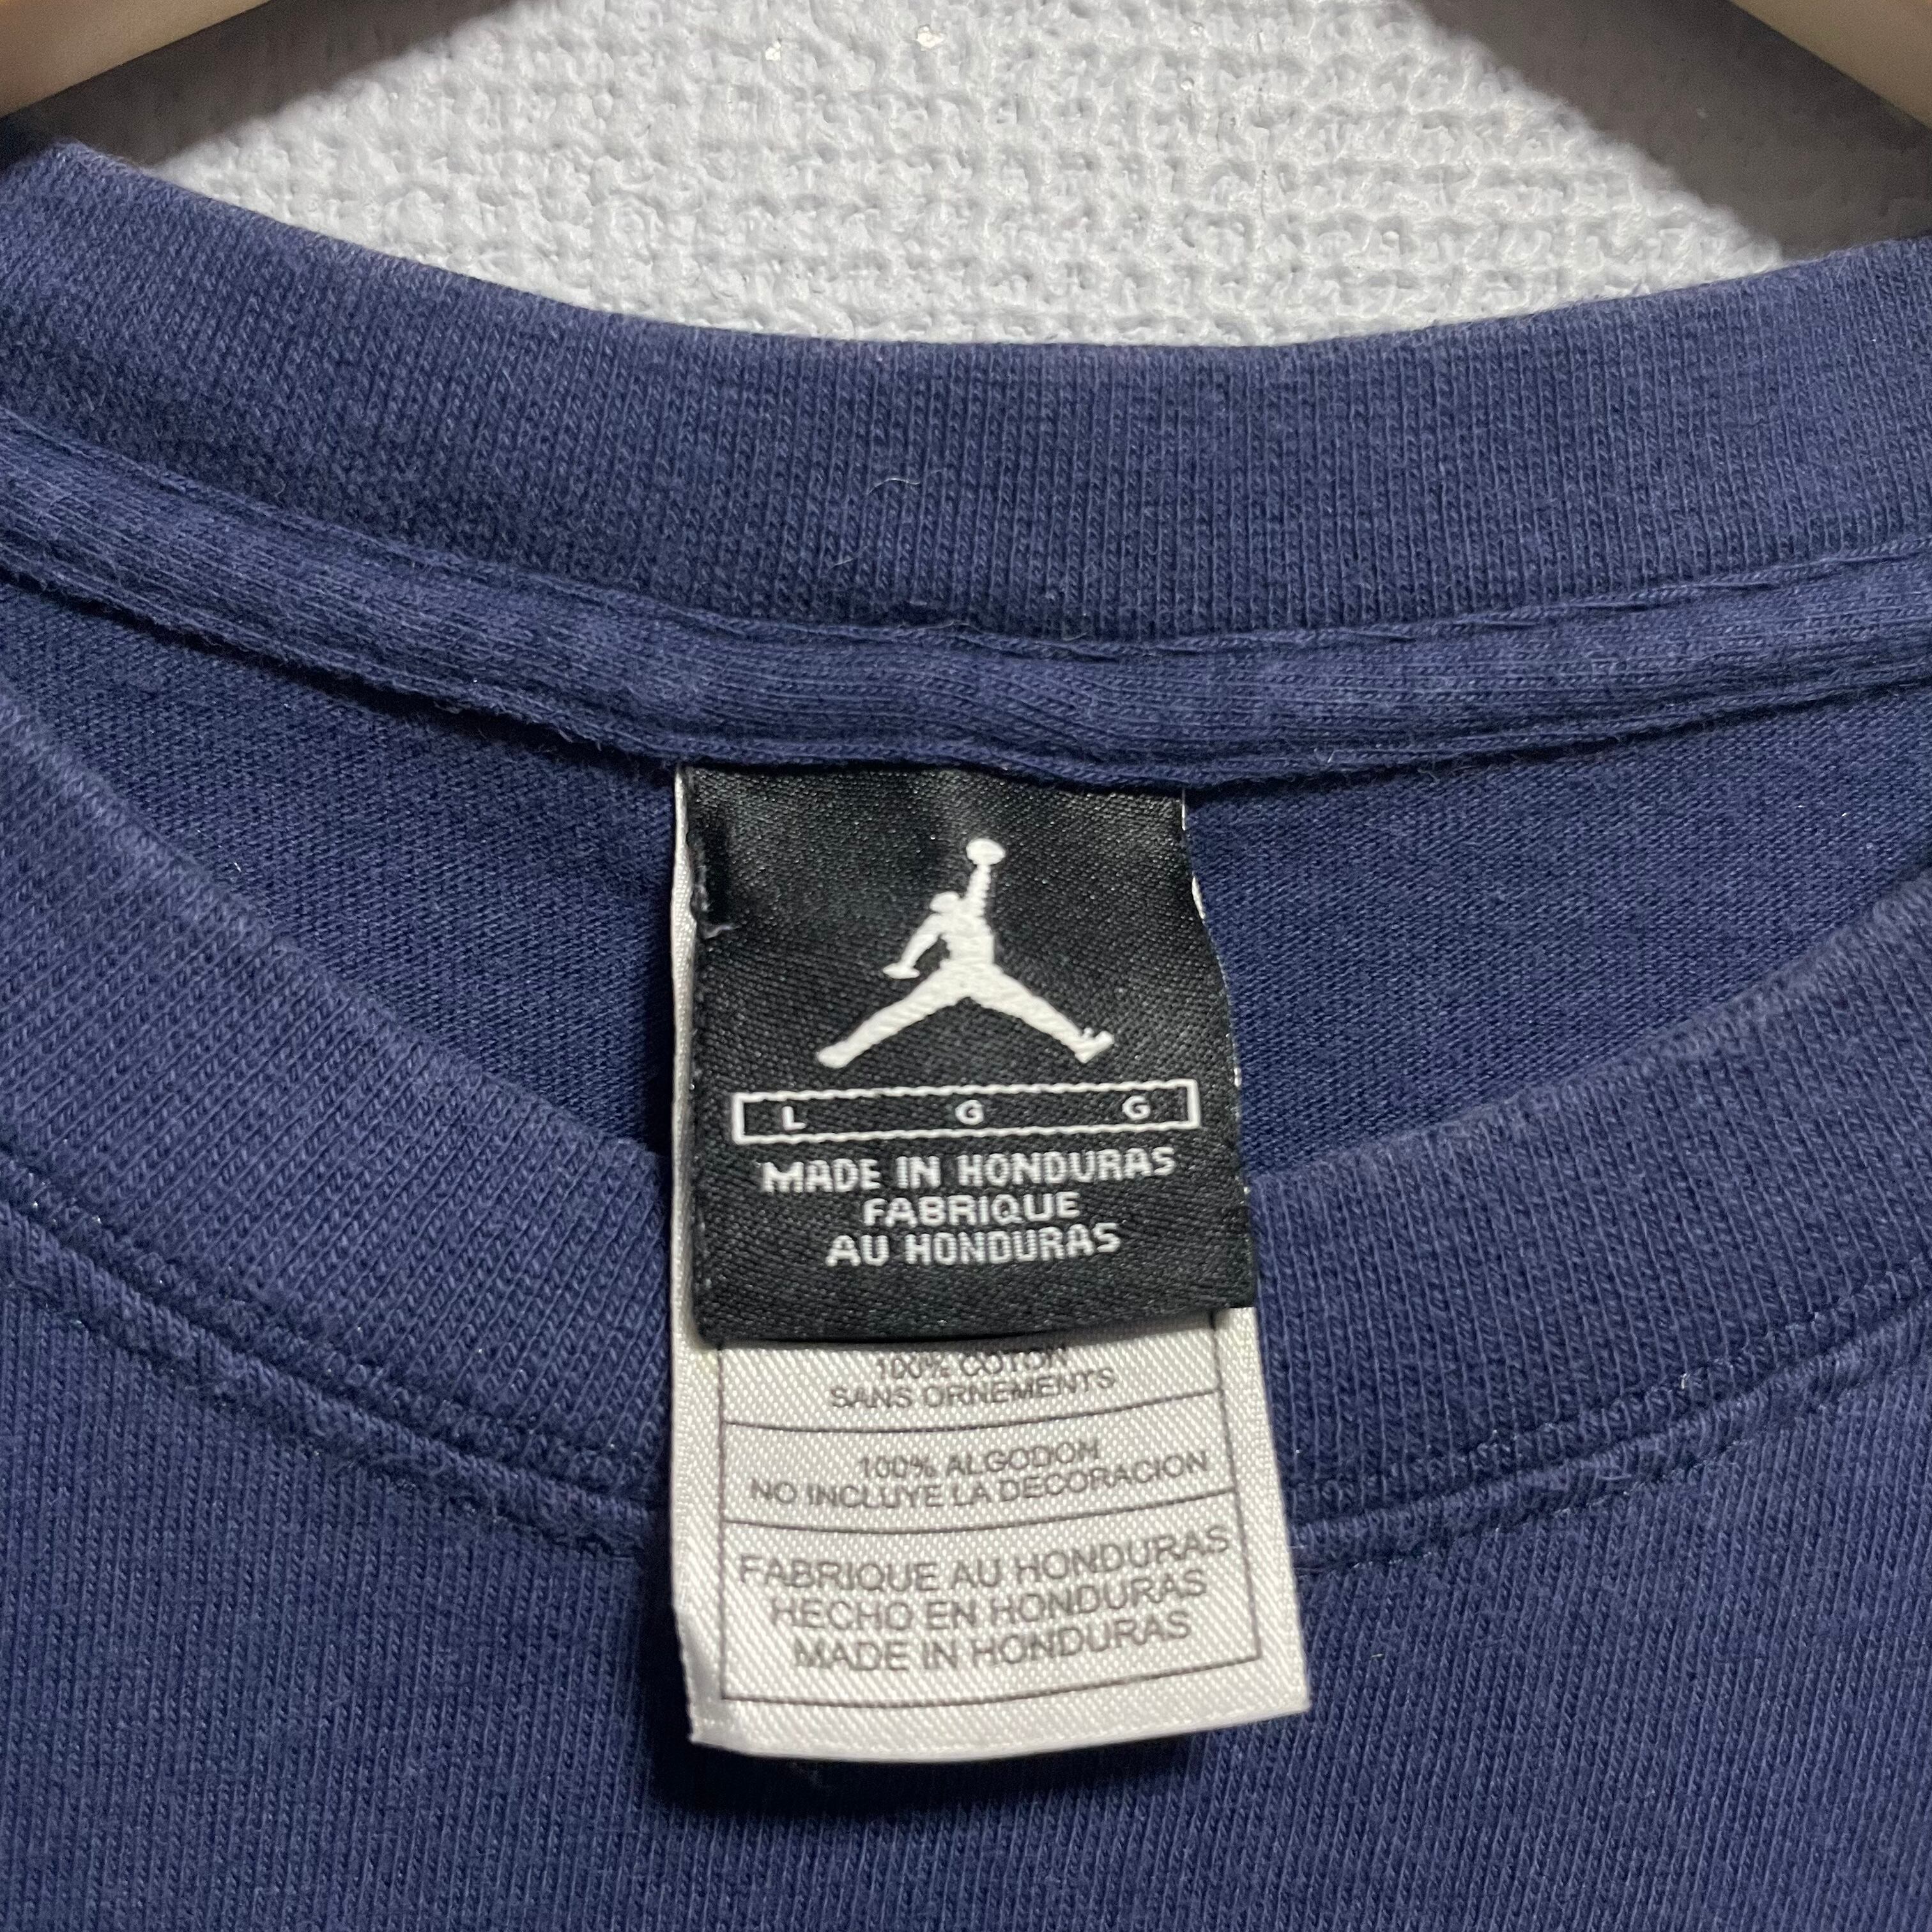 L G G
MADE IN HONDURAS
FABRIQUE
AU HONDURAS
100% COTON
SANS ORNEMENTS
100% ALGODON
NO INCLUYE LA DECORACION
FABRIQUE AU HONDURAS
HECHO EN HONDURAS
MADE IN HONDURAS